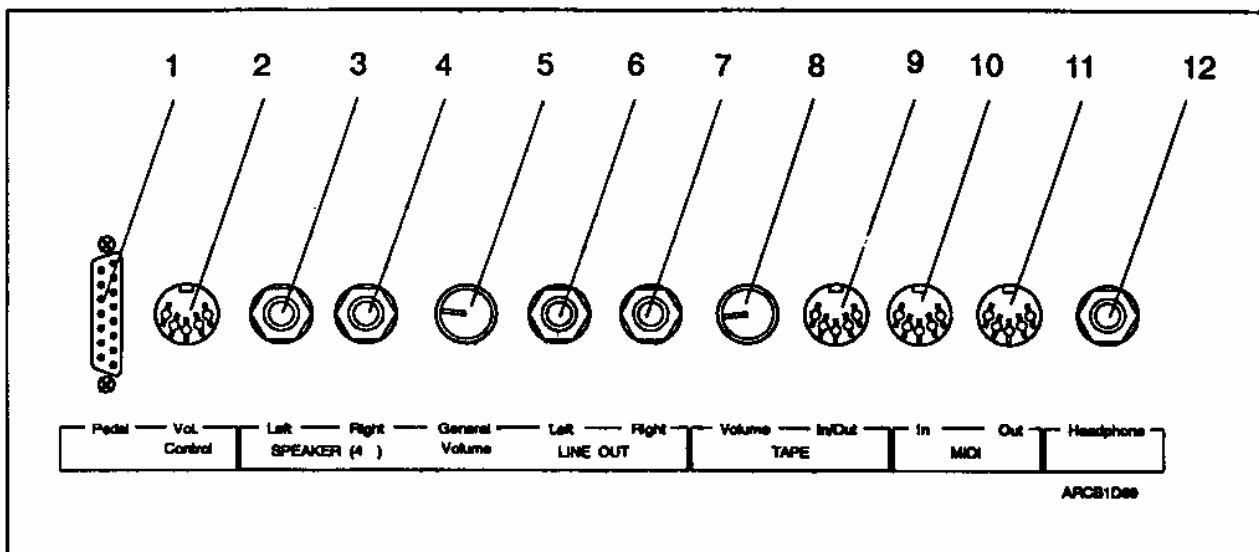 1 2 3 4 5 6 7 8 9 10 11 12
Pedal Vol. Left Right General Left Right Volume In/Out In Out Headphone
Control SPEAKER (4 ) Volume LINE OUT TAPE MIDI
ARCB1D69